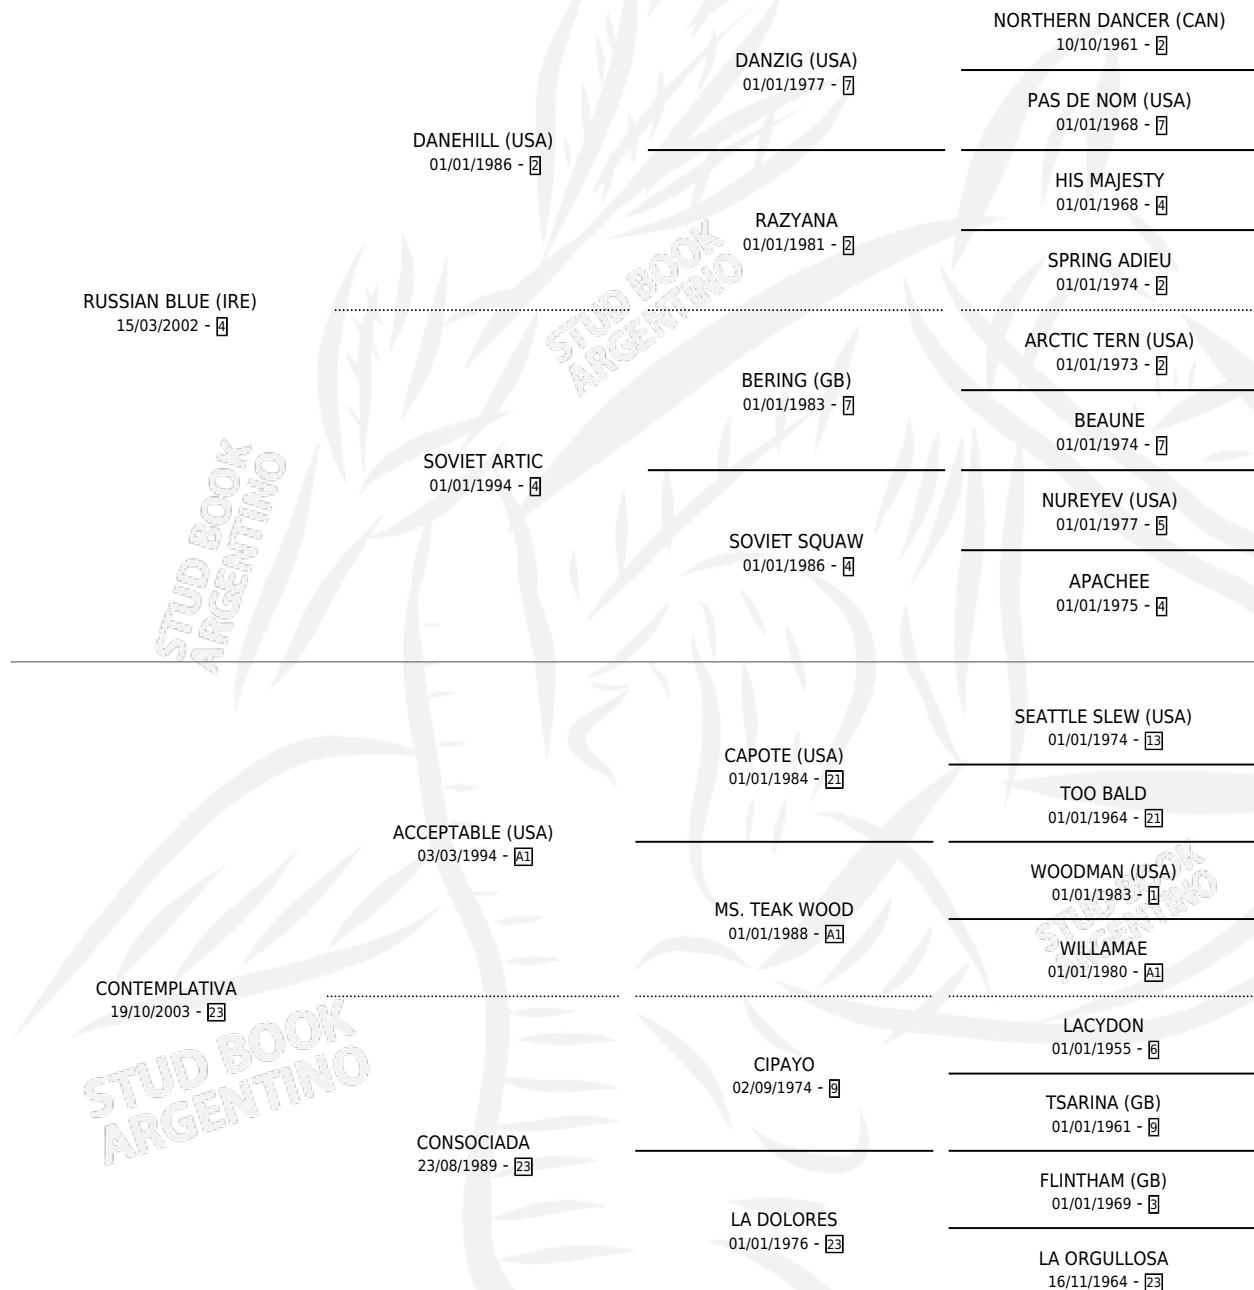 NORTHERN DANCER (CAN)
10/10/1961 - 2
DANZIG (USA)
01/01/1977 - 7
PAS DE NOM (USA)
01/01/1968 - 7
DANEHILL (USA)
01/01/1986 - 2
HIS MAJESTY
01/01/1968 - 4
RAZYANA
01/01/1981 - 2
SPRING ADIEU
01/01/1974 - 2
RUSSIAN BLUE (IRE)
15/03/2002 - 4
ARCTIC TERN (USA)
01/01/1973 - 2
BERING (GB)
01/01/1983 - 7
BEAUNE
01/01/1974 - 7
SOVIET ARTIC
01/01/1994 - 4
NUREYEV (USA)
01/01/1977 - 5
SOVIET SQUAW
01/01/1986 - 4
APACHEE
01/01/1975 - 4
SEATTLE SLEW (USA)
01/01/1974 - 13
CAPOTE (USA)
01/01/1984 - 21
TOO BALD
01/01/1964 - 21
ACCEPTABLE (USA)
03/03/1994 - A1
WOODMAN (USA)
01/01/1983 - 1
MS. TEAK WOOD
01/01/1988 - A1
WILLAMAE
01/01/1980 - A1
CONTEMPLATIVA
19/10/2003 - 23
LACYDON
01/01/1955 - 6
CIPAYO
02/09/1974 - 9
TSARINA (GB)
01/01/1961 - 9
CONSOCIADA
23/08/1989 - 23
FLINTHAM (GB)
01/01/1969 - 3
LA DOLORES
01/01/1976 - 23
LA ORGULLOSA
16/11/1964 - 23
STUD BOOK
ARGENTINO
STUD BOOK
ARGENTINO
STUD BOOK
ARGENTINO
STUD BOOK
ARGENTINO